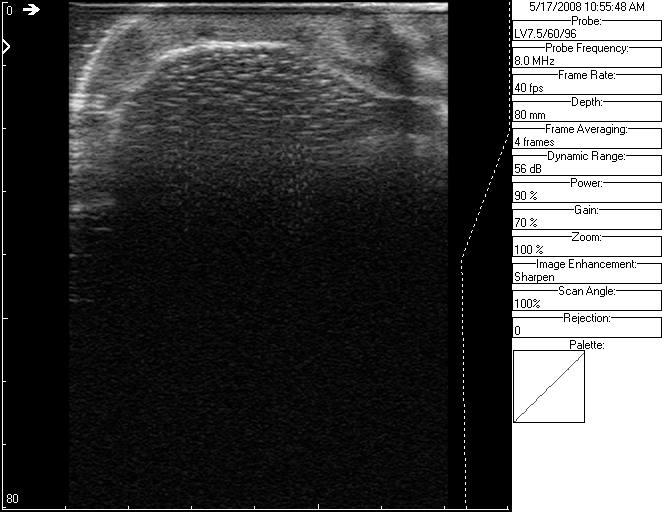 0
80
5/17/2008 10:55:48 AM
Probe:
LV7.5/60/96
Probe Frequency:
8.0 MHz
Frame Rate:
40 fps
Depth:
80 mm
Frame Averaging:
4 frames
Dynamic Range:
56 dB
Power:
90 %
Gain:
70 %
Zoom:
100 %
Image Enhancement:
Sharpen
Scan Angle:
100%
Rejection:
0
Palette: